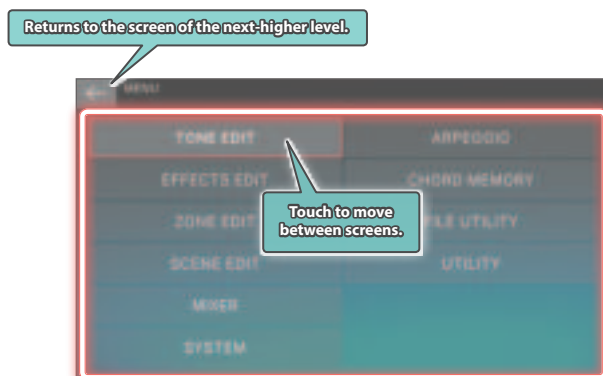 Returns to the screen of the next-higher level.
MENU
TONE EDIT
ARPEGGIO
EFFECTS EDIT
CHORD MEMORY
ZONE EDIT
Touch to move
between screens.
FILE UTILITY
SCENE EDIT
UTILITY
MIXER
SYSTEM